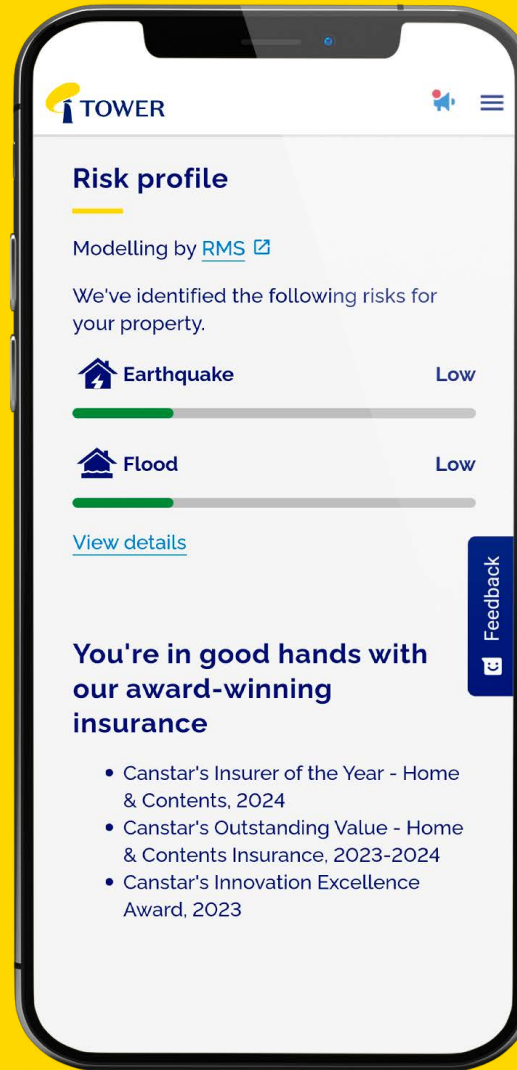 TOWER
Risk profile
Modelling by RMS
We've identified the following risks for
your property.
Earthquake Low
Flood Low
View details
Feedback
You're in good hands with
our award-winning
insurance
• Canstar's Insurer of the Year - Home
& Contents, 2024
• Canstar's Outstanding Value - Home
& Contents Insurance, 2023-2024
• Canstar's Innovation Excellence
Award, 2023